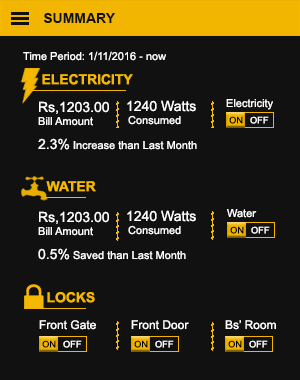 SUMMARY
Time Period: 1/11/2016 - now
ELECTRICITY
Rs,1203.00 1240 Watts Electricity
Bill Amount Consumed ON OFF
2.3% Increase than Last Month
WATER
Rs,1203.00 1240 Watts Water
Bill Amount Consumed ON OFF
0.5% Saved than Last Month
LOCKS
Front Gate Front Door Bs' Room
ON OFF ON OFF ON OFF